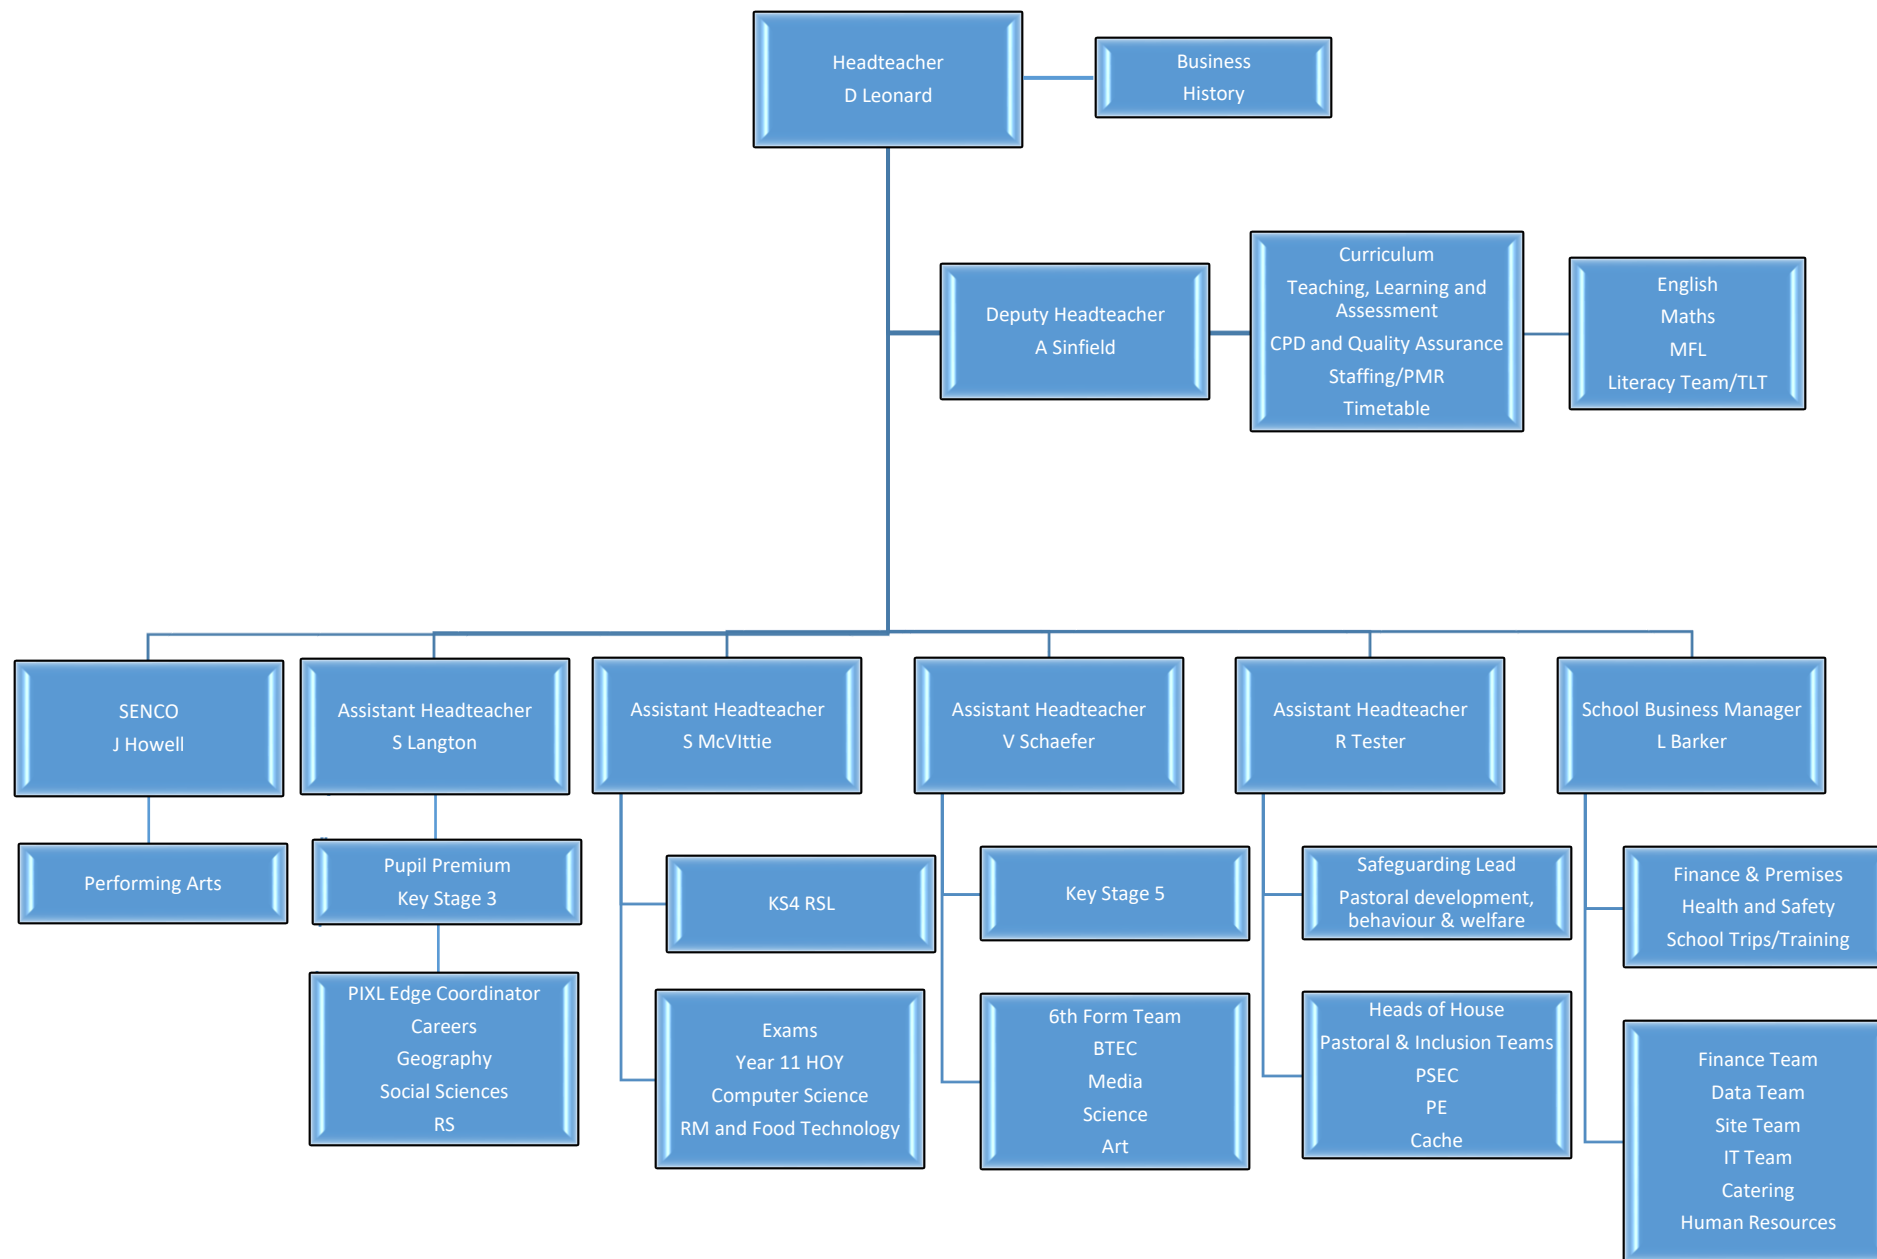 Headteacher
D Leonard
Business
History
Deputy Headteacher
A Sinfield
Curriculum
Teaching, Learning and
Assessment
CPD and Quality Assurance
Staffing/PMR
Timetable
English
Maths
MFL
Literacy Team/TLT
SENCO
J Howell
Assistant Headteacher
S Langton
Assistant Headteacher
S McVIttie
Assistant Headteacher
V Schaefer
Assistant Headteacher
R Tester
School Business Manager
L Barker
Performing Arts
Pupil Premium
Key Stage 3
KS4 RSL
Key Stage 5
Safeguarding Lead
Pastoral development,
behaviour & welfare
Finance & Premises
Health and Safety
School Trips/Training
PIXL Edge Coordinator
Careers
Geography
Social Sciences
RS
Exams
Year 11 HOY
Computer Science
RM and Food Technology
6th Form Team
BTEC
Media
Science
Art
Heads of House
Pastoral & Inclusion Teams
PSEC
PE
Cache
Finance Team
Data Team
Site Team
IT Team
Catering
Human Resources